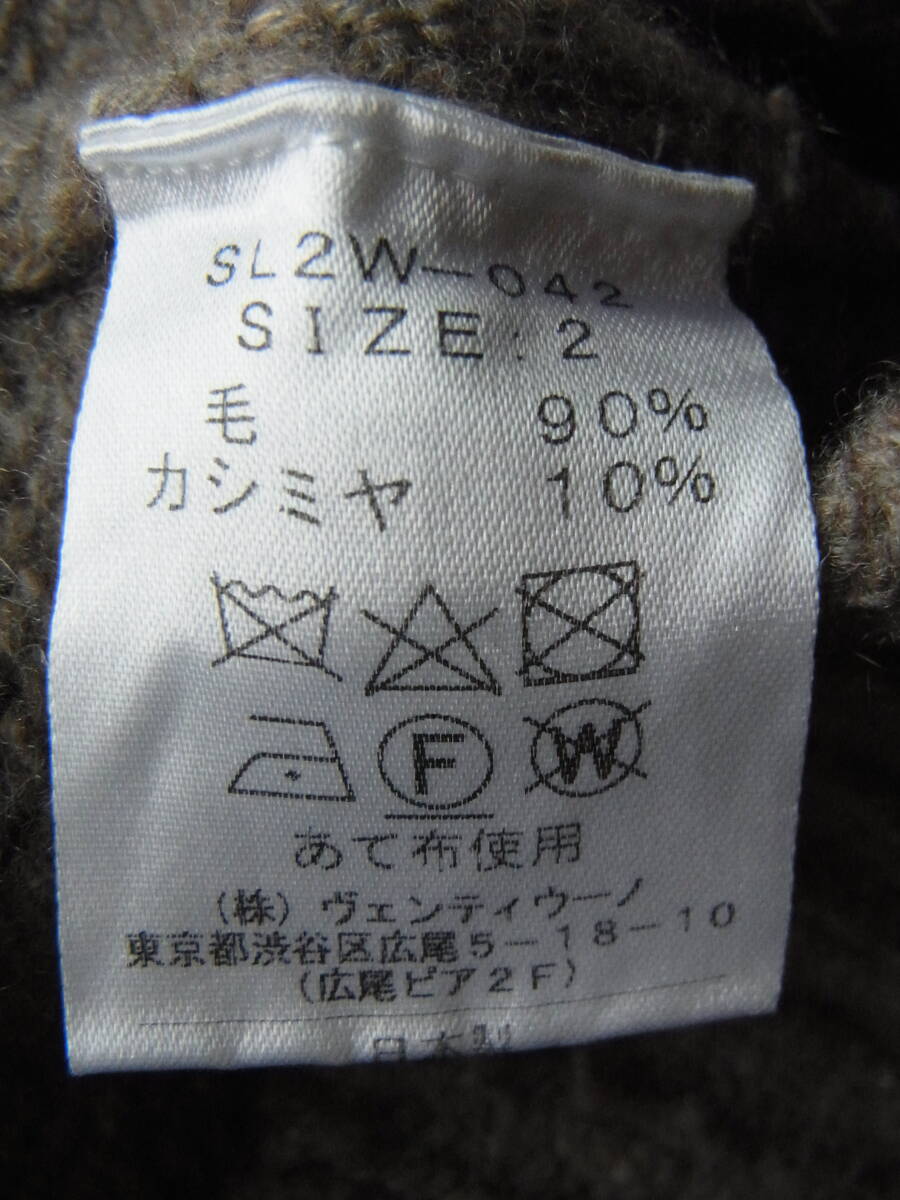 SL2W-042
SIZE.2
毛 90%
カシミヤ 10%
F W
あて布使用
(株)ヴェンティウーノ
東京都渋谷区広尾5-18-10
(広尾ピア2F)
日本製